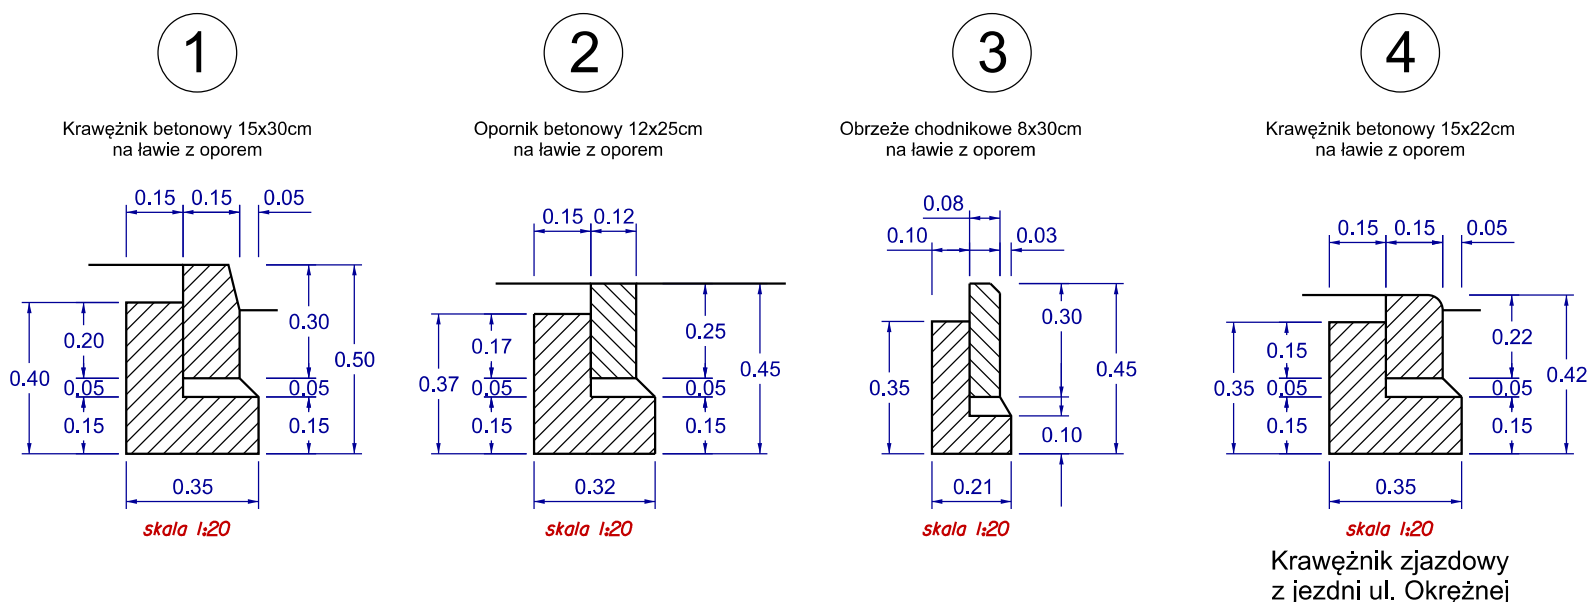 1
2
3
4
Krawężnik betonowy 15x30cm
na ławie z oporem
Opornik betonowy 12x25cm
na ławie z oporem
Obrzeże chodnikowe 8x30cm
na ławie z oporem
Krawężnik betonowy 15x22cm
na ławie z oporem
0.15 0.15 0.05
0.20
0.05
0.15
0.40
0.30
0.05
0.15
0.50
0.35
skala 1:20
0.15 0.12
0.17
0.05
0.15
0.37
0.25
0.05
0.15
0.45
0.32
skala 1:20
0.08
0.10 0.03
0.35
0.30
0.10
0.45
0.21
skala 1:20
0.15 0.15 0.05
0.15
0.05
0.15
0.35
0.22
0.05
0.15
0.42
0.35
skala 1:20
Krawężnik zjazdowy
z jezdni ul. Okrężnej